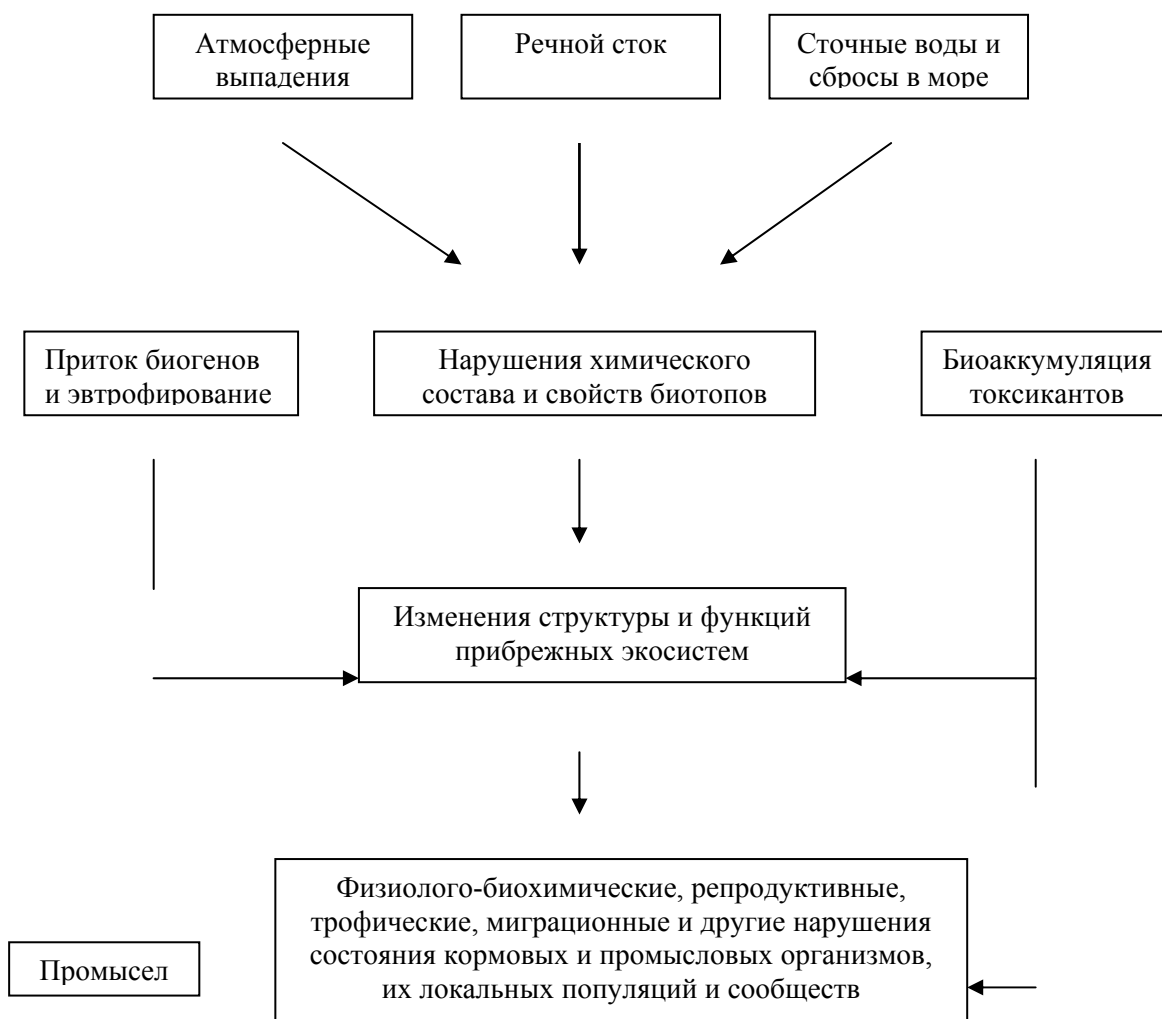 Атмосферные
выпадения
Речной сток
Сточные воды и
сбросы в море
Приток биогенов
и эвтрофирование
Нарушения химического
состава и свойств биотопов
Биоаккумуляция
токсикантов
Изменения структуры и функций
прибрежных экосистем
Физиолого-биохимические, репродуктивные,
трофические, миграционные и другие нарушения
состояния кормовых и промысловых организмов,
их локальных популяций и сообществ
Промысел